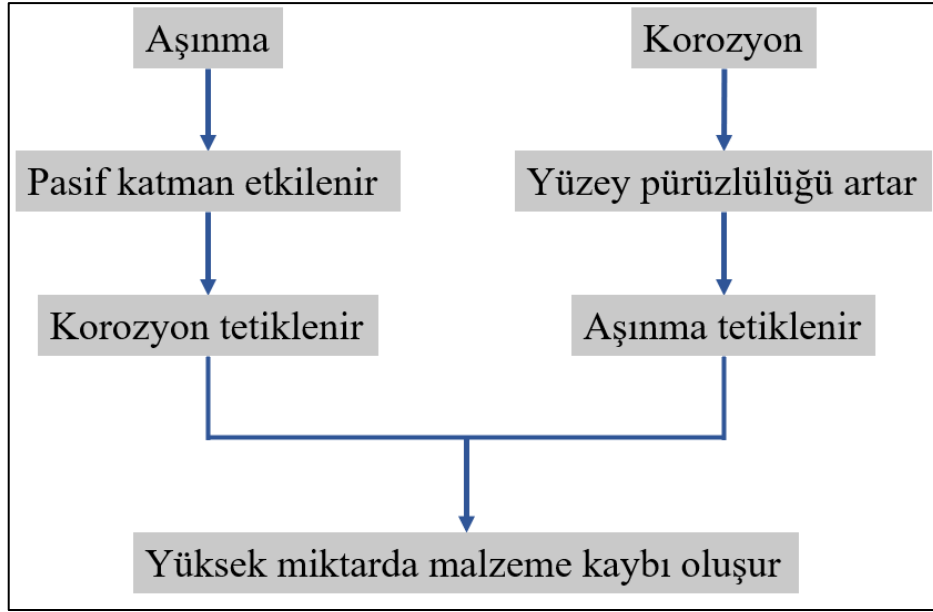 Aşınma
Korozyon
Pasif katman etkilenir
Yüzey pürüzlülüğü artar
Korozyon tetiklenir
Aşınma tetiklenir
Yüksek miktarda malzeme kaybı oluşur